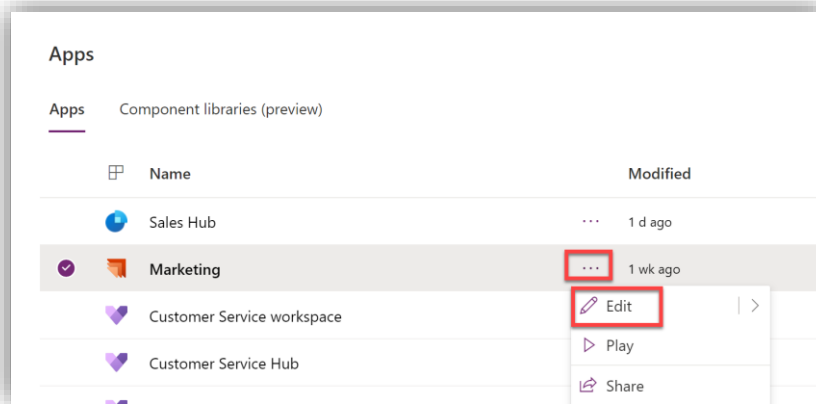 Apps
Apps Component libraries (preview)
Name Modified
Sales Hub ... 1 d ago
Marketing ... 1 wk ago
Customer Service workspace
Edit
Play
Customer Service Hub
Share